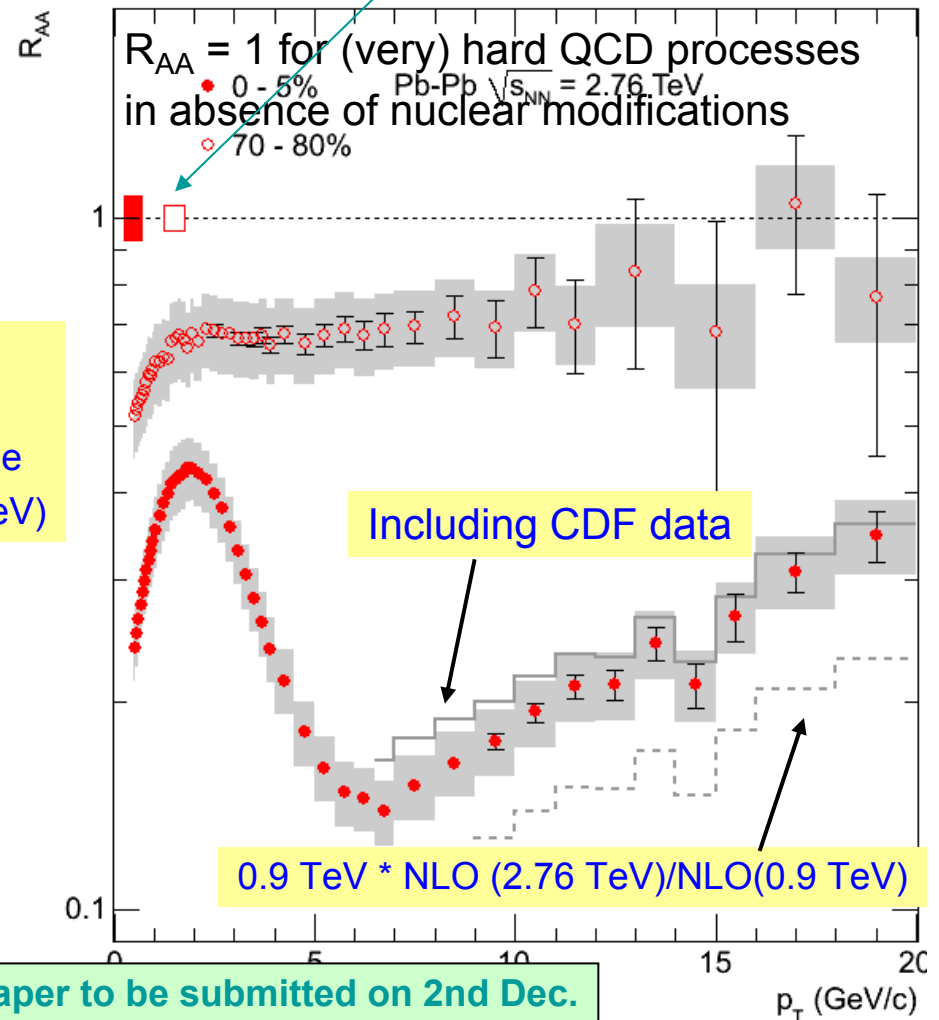 R_AA
R_AA = 1 for (very) hard QCD processes
0 - 5% Pb-Pb √s_NN = 2.76 TeV
in absence of nuclear modifications
70 - 80%
1
eV)
Including CDF data
0.9 TeV * NLO (2.76 TeV)/NLO(0.9 TeV)
0.1
0 5 10 15 20
aper to be submitted on 2nd Dec.
p_T (GeV/c)